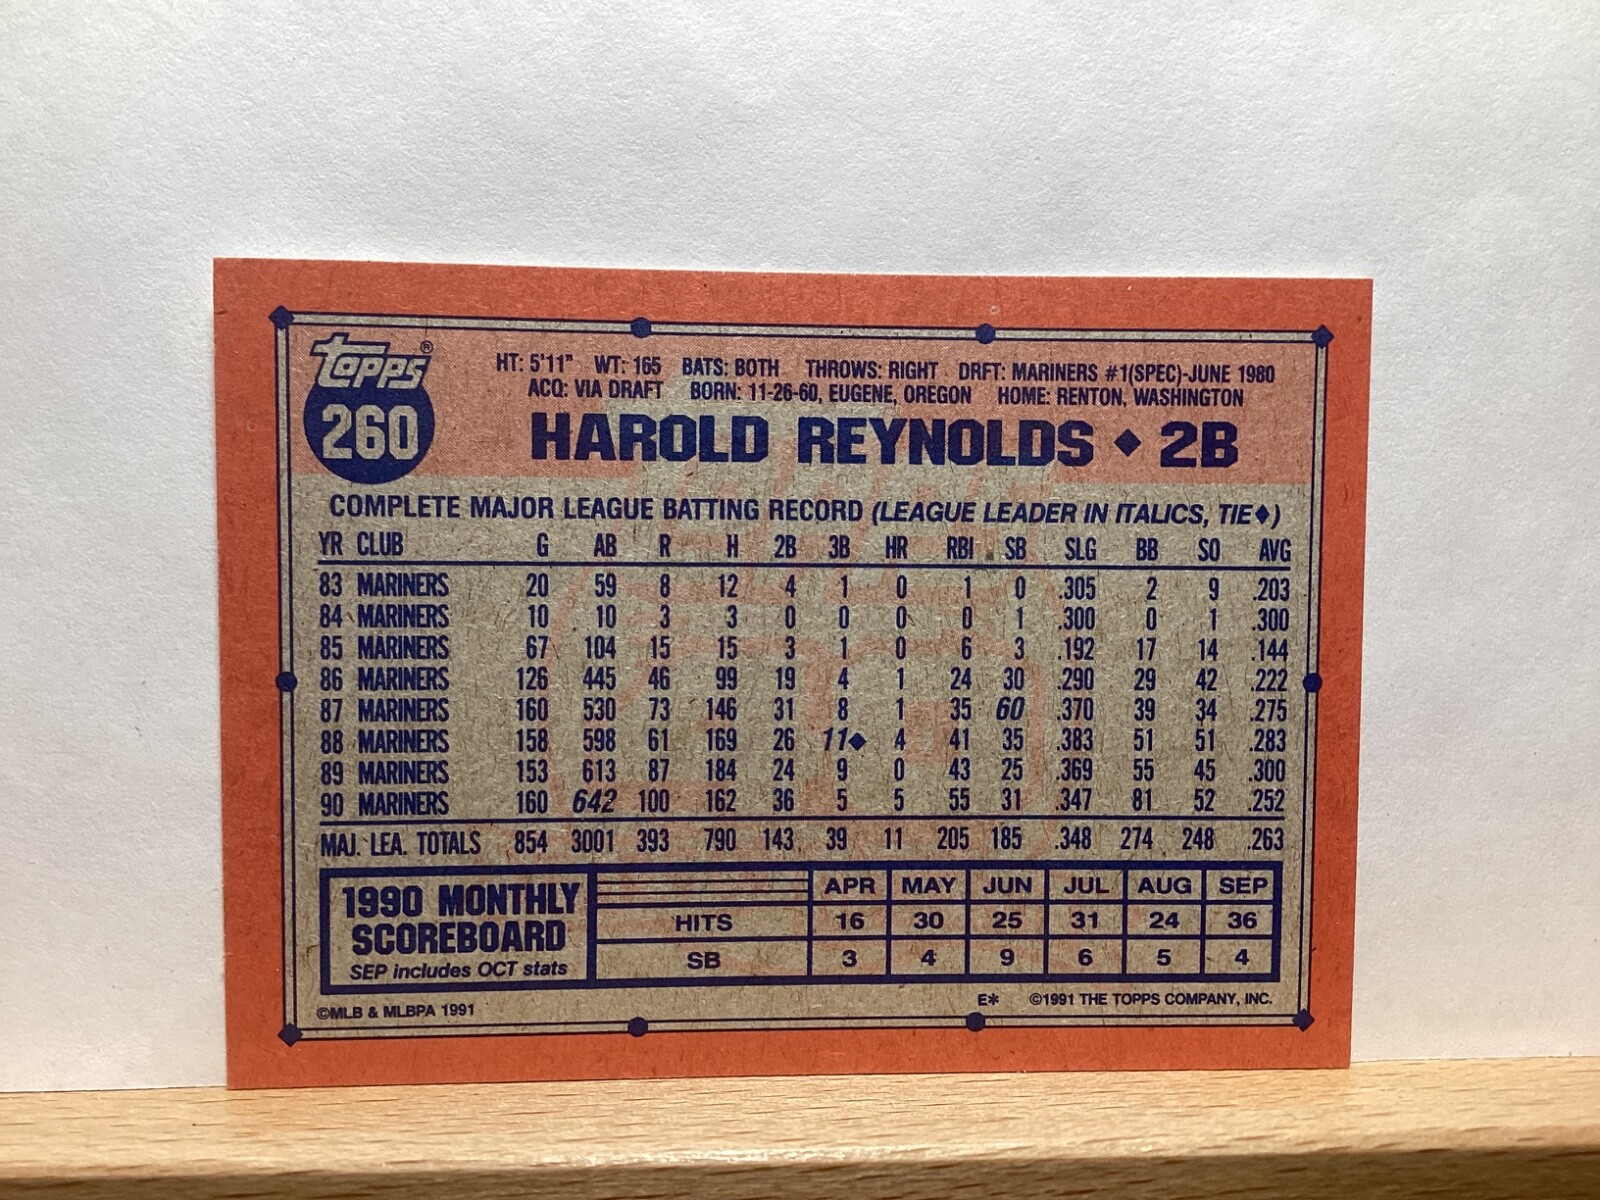 topps®
260
HT: 5'11" WT: 165 BATS: BOTH THROWS: RIGHT DRFT: MARINERS #1(SPEC)-JUNE 1980
ACQ: VIA DRAFT BORN: 11-26-60, EUGENE, OREGON HOME: RENTON, WASHINGTON
HAROLD REYNOLDS ♦ 2B
COMPLETE MAJOR LEAGUE BATTING RECORD (LEAGUE LEADER IN ITALICS, TIE♦)
YR CLUB G AB R H 2B 3B HR RBI SB SLG BB SO AVG
83 MARINERS 20 59 8 12 4 1 0 1 0 .305 2 9 .203
84 MARINERS 10 10 3 3 0 0 0 0 1 .300 0 1 .300
85 MARINERS 67 104 15 15 3 1 0 6 3 .192 17 14 .144
86 MARINERS 126 445 46 99 19 4 1 24 30 .290 29 42 .222
87 MARINERS 160 530 73 146 31 8 1 35 60 .370 39 34 .275
88 MARINERS 158 598 61 169 26 11♦ 4 41 35 .383 51 51 .283
89 MARINERS 153 613 87 184 24 9 0 43 25 .369 55 45 .300
90 MARINERS 160 642 100 162 36 5 5 55 31 .347 81 52 .252
MAJ. LEA. TOTALS 854 3001 393 790 143 39 11 205 185 .348 274 248 .263
1990 MONTHLY
SCOREBOARD
SEP includes OCT stats
APR MAY JUN JUL AUG SEP
HITS 16 30 25 31 24 36
SB 3 4 9 6 5 4
©MLB & MLBPA 1991
E* ©1991 THE TOPPS COMPANY, INC.